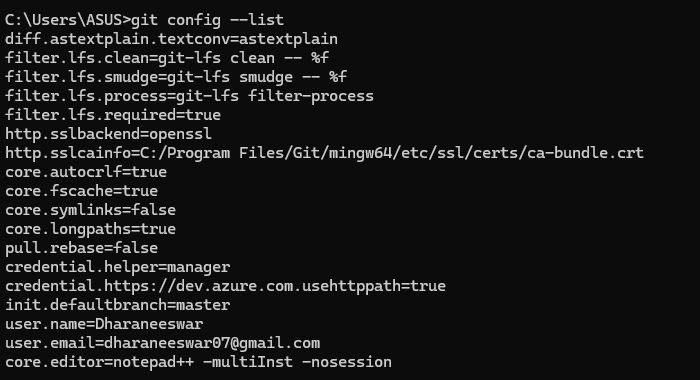 C:\Users\ASUS>git config --list
diff.astextplain.textconv=astextplain
filter.lfs.clean=git-lfs clean -- %f
filter.lfs.smudge=git-lfs smudge -- %f
filter.lfs.process=git-lfs filter-process
filter.lfs.required=true
http.sslbackend=openssl
http.sslcainfo=C:/Program Files/Git/mingw64/etc/ssl/certs/ca-bundle.crt
core.autocrlf=true
core.fscache=true
core.symlinks=false
core.longpaths=true
pull.rebase=false
credential.helper=manager
credential.https://dev.azure.com.usehttppath=true
init.defaultbranch=master
user.name=Dharaneeswar
user.email=dharaneeswar07@gmail.com
core.editor=notepad++ -multiInst -nosession